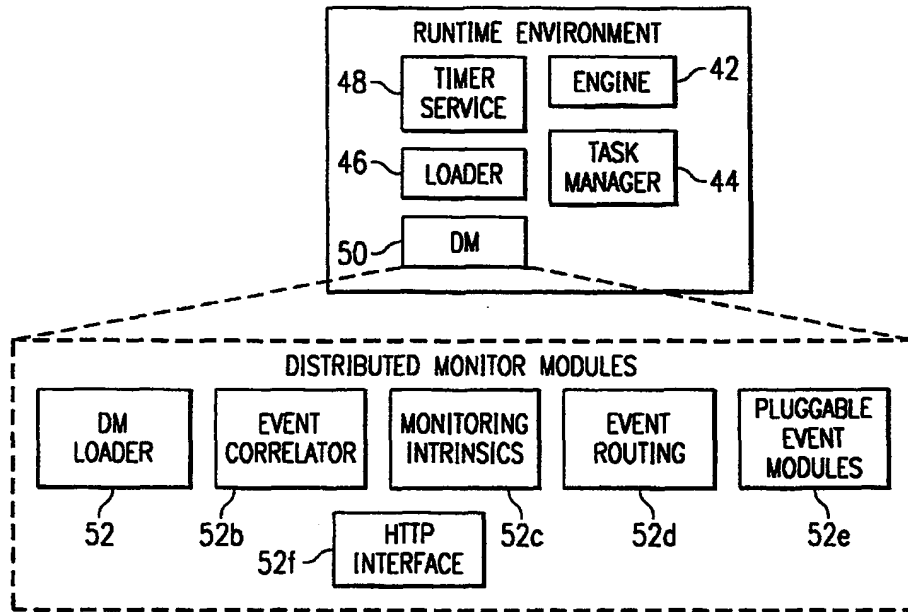 RUNTIME ENVIRONMENT
48
TIMER
SERVICE
ENGINE
42
46
LOADER
TASK
MANAGER
44
50
DM
DISTRIBUTED MONITOR MODULES
DM
LOADER
EVENT
CORRELATOR
MONITORING
INTRINSICS
EVENT
ROUTING
PLUGGABLE
EVENT
MODULES
52
52b
52c
52d
52e
52f
HTTP
INTERFACE